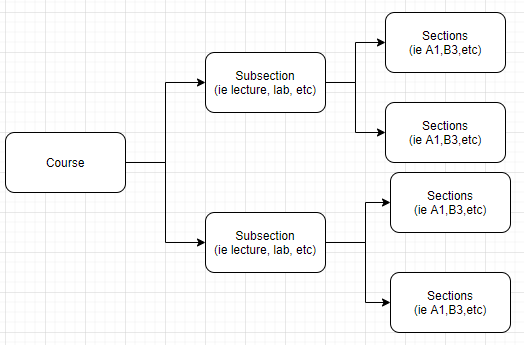 Sections
(ie A1,B3,etc)
Subsection
(ie lecture, lab, etc)
Sections
(ie A1,B3,etc)
Course
Sections
(ie A1,B3,etc)
Subsection
(ie lecture, lab, etc)
Sections
(ie A1,B3,etc)